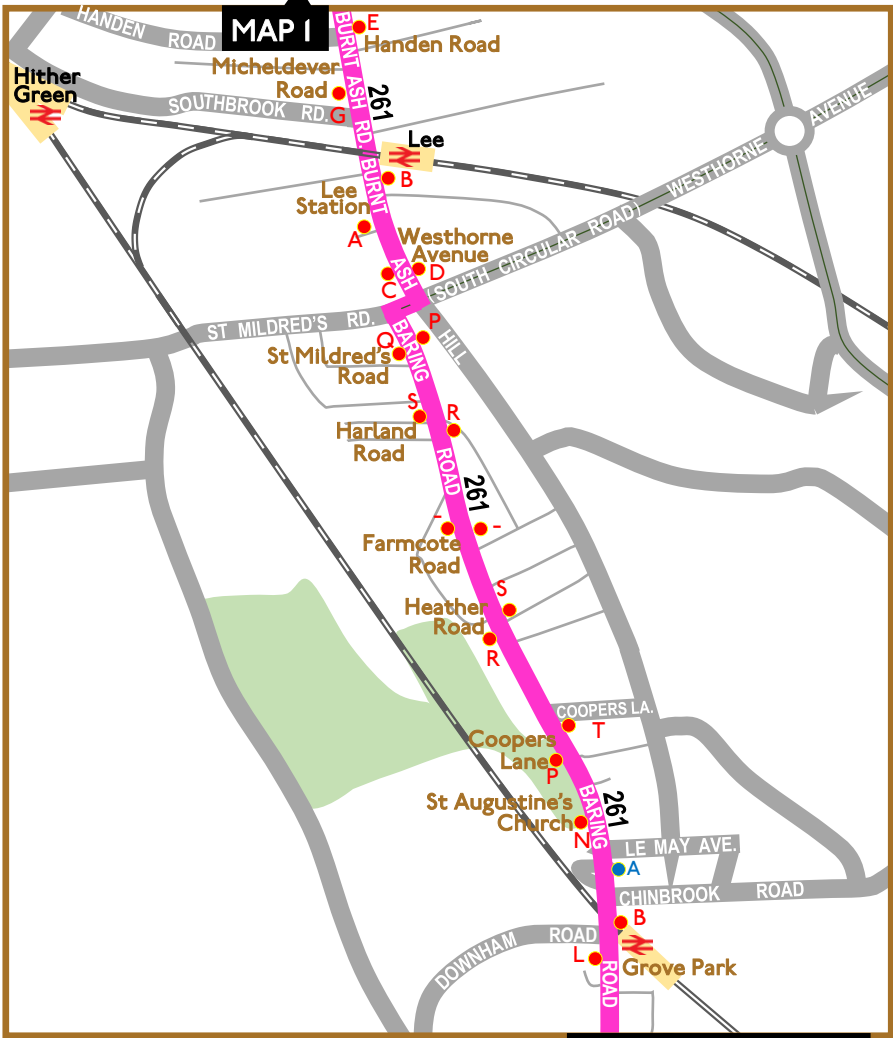 HANDEN ROAD
MAP 1
BURNT ASH RD.
E
Handen Road
Hither
Green
Micheldever
Road
G
261
SOUTHBROOK RD.
AVENUE
WESTHORNE
Lee
B
BURNT
Lee
Station
A
Westhorne
Avenue
D
C
ASH
(SOUTH CIRCULAR ROAD)
ST MILDRED'S RD.
P
HILL
Q
BARING
St Mildred's
Road
S
R
Harland
Road
ROAD
261
-
-
Farmcote
Road
S
Heather
Road
R
COOPERS LA.
T
Coopers
Lane
P
BARING
261
St Augustine's
Church
N
LE MAY AVE.
A
CHINBROOK ROAD
B
DOWNHAM ROAD
L
Grove Park
ROAD